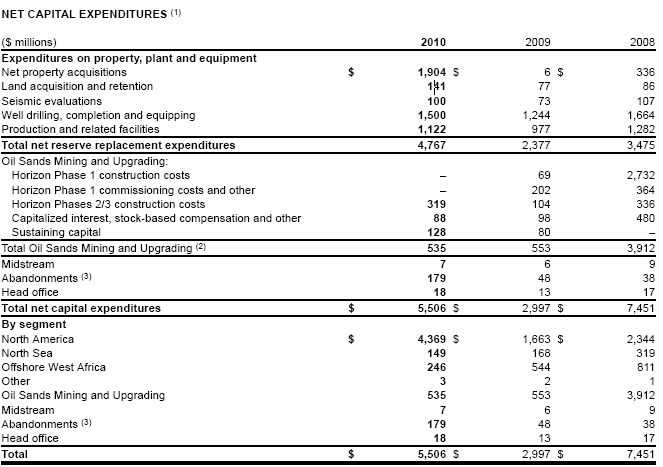 NET CAPITAL EXPENDITURES (1)
($ millions) 2010 2009 2008
Expenditures on property, plant and equipment
Net property acquisitions $ 1,904 $ 6 $ 336
Land acquisition and retention 141 77 86
Seismic evaluations 100 73 107
Well drilling, completion and equipping 1,500 1,244 1,664
Production and related facilities 1,122 977 1,282
Total net reserve replacement expenditures 4,767 2,377 3,475
Oil Sands Mining and Upgrading:
Horizon Phase 1 construction costs – 69 2,732
Horizon Phase 1 commissioning costs and other – 202 364
Horizon Phases 2/3 construction costs 319 104 336
Capitalized interest, stock-based compensation and other 88 98 480
Sustaining capital 128 80 –
Total Oil Sands Mining and Upgrading (2) 535 553 3,912
Midstream 7 6 9
Abandonments (3) 179 48 38
Head office 18 13 17
Total net capital expenditures $ 5,506 $ 2,997 $ 7,451
By segment
North America $ 4,369 $ 1,663 $ 2,344
North Sea 149 168 319
Offshore West Africa 246 544 811
Other 3 2 1
Oil Sands Mining and Upgrading 535 553 3,912
Midstream 7 6 9
Abandonments (3) 179 48 38
Head office 18 13 17
Total $ 5,506 $ 2,997 $ 7,451